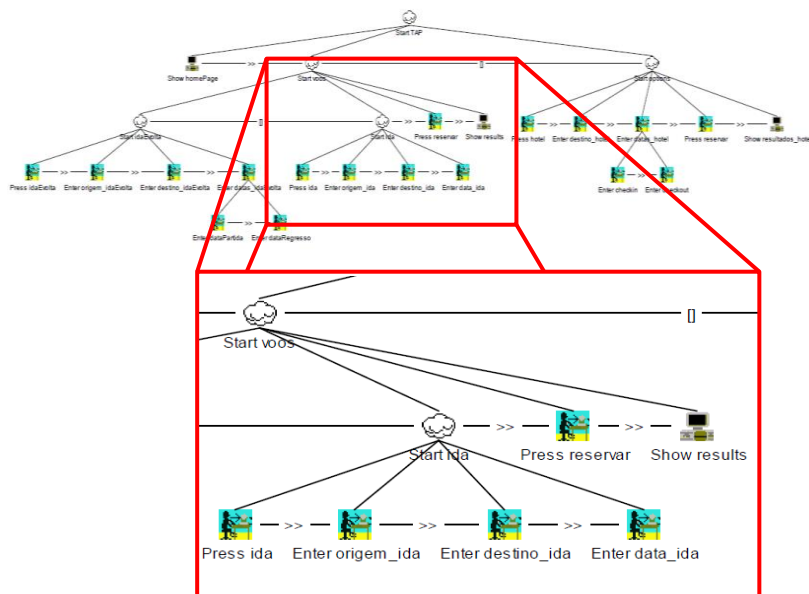 Start TAP
Show homePage >> Start voos [] Start options
Start idaEvolta [] Start ida >> Press reservar >> Show results
Press hotel >> Enter destino_hotel >> Enter datas_hotel >> Press reservar >> Show resultados_hotel
Press idaEvolta >> Enter origem_idaEvolta >> Enter destino_idaEvolta >> Enter datas_idaEvolta
Press ida >> Enter origem_ida >> Enter destino_ida >> Enter data_ida
Enter checkin >> Enter checkout
Enter dataPartida >> Enter dataRegresso
Start voos []
Start ida >> Press reservar >> Show results
Press ida >> Enter origem_ida >> Enter destino_ida >> Enter data_ida